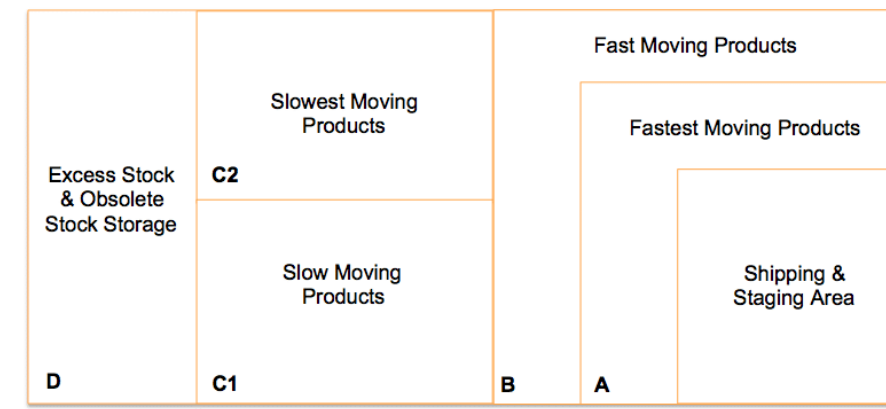 Fast Moving Products
Slowest Moving
Products
Fastest Moving Products
Excess Stock
& Obsolete
Stock Storage
C2
Slow Moving
Products
Shipping &
Staging Area
D
C1
B
A